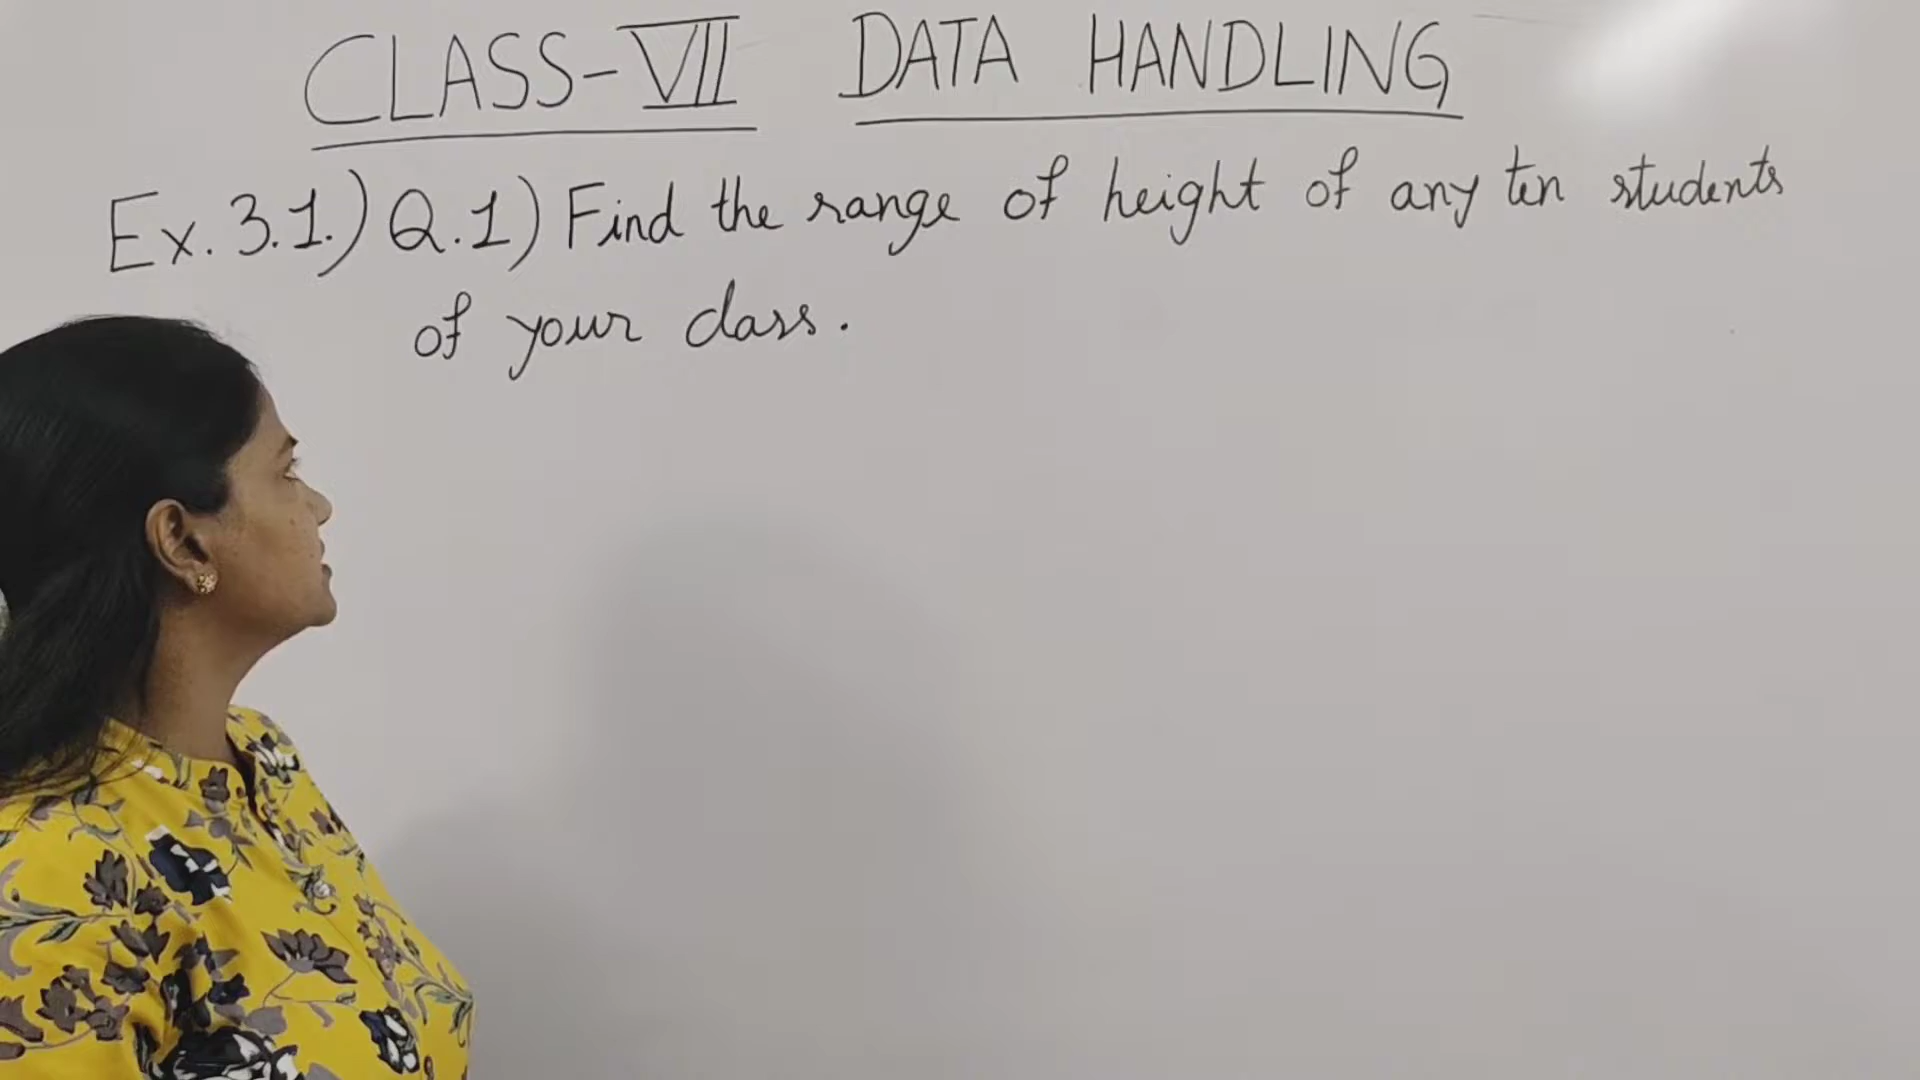 CLASS-VII DATA HANDLING
Ex. 3.1.) Q.1) Find the range of height of any ten students
of your class.